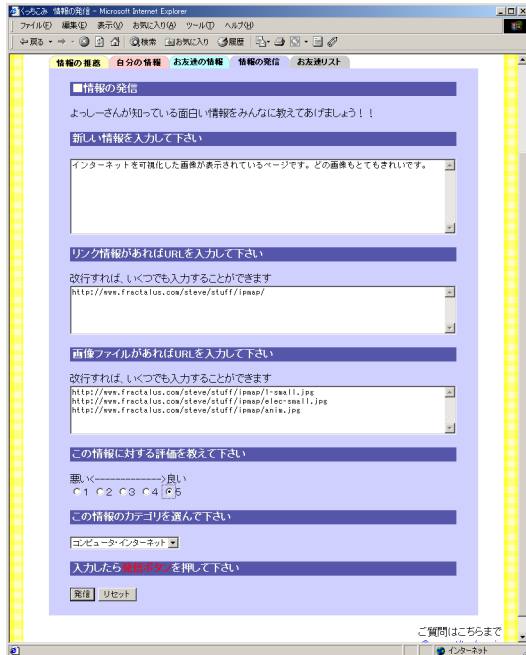 くっちこみ 情報の発信 - Microsoft Internet Explorer
ファイル(F) 編集(E) 表示(V) お気に入り(A) ツール(T) ヘルプ(H)
戻る 検索 お気に入り 履歴
情報の推薦 自分の情報 お友達の情報 情報の発信 お友達リスト
■情報の発信
よっしーさんが知っている面白い情報をみんなに教えてあげましょう！！
新しい情報を入力して下さい
インターネットを可視化した画像が表示されているページです。どの画像もとてもきれいです。
リンク情報があればURLを入力して下さい
改行すれば、いくつでも入力することができます
http://www.fractalus.com/steve/stuff/ipmap/
画像ファイルがあればURLを入力して下さい
改行すれば、いくつでも入力することができます
http://www.fractalus.com/steve/stuff/ipmap/l-small.jpg
http://www.fractalus.com/steve/stuff/ipmap/elec-small.jpg
http://www.fractalus.com/steve/stuff/ipmap/anim.jpg
この情報に対する評価を教えて下さい
悪い<------------->良い
1 2 3 4 5
この情報のカテゴリを選んで下さい
コンピュータ・インターネット
入力したら発信ボタンを押して下さい
発信 リセット
ご質問はこちらまで
インターネット